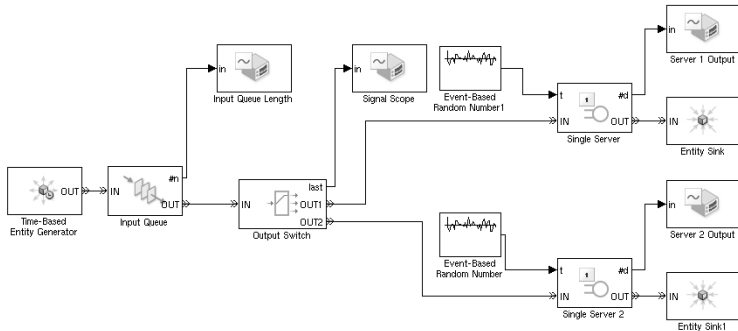 in
Input Queue Length
in
Signal Scope
Event-Based
Random Number1
in
Server 1 Output
t
#d
IN
1
OUT
Single Server
IN
Entity Sink
OUT
Time-Based
Entity Generator
#n
IN
OUT
Input Queue
last
IN
OUT1
OUT2
Output Switch
Event-Based
Random Number
in
Server 2 Output
t
#d
IN
1
OUT
Single Server 2
IN
Entity Sink1